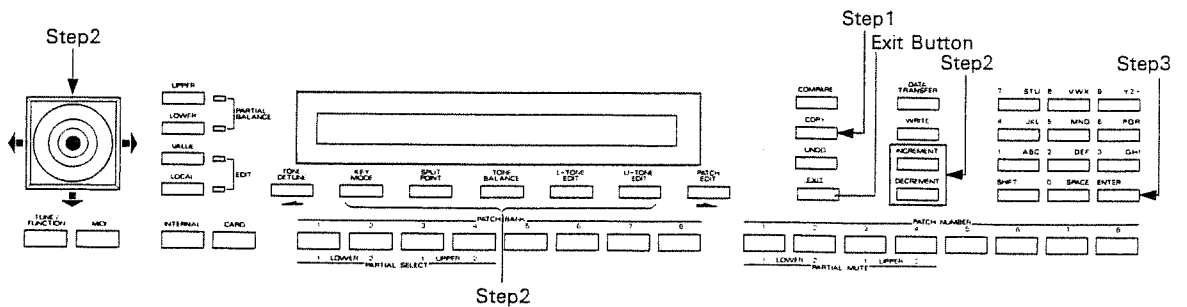 Step1
Step2
Exit Button
Step2
Step3
UPPER
LOWER
PARTIAL BALANCE
VALUE
LOCAL
EDIT
TUNE/ FUNCTION
MIDI
INTERNAL
CARD
TONE DETUNE
KEY MODE
SPLIT POINT
TONE BALANCE
L-TONE EDIT
U-TONE EDIT
PATCH EDIT
PATCH BANK
1 2 3 4 5 6 7 8
1 LOWER 2 1 UPPER 2
PARTIAL SELECT
Step2
COMPARE
COPY
UNDO
EXIT
DATA TRANSFER
WRITE
INCREMENT
DECREMENT
7 STU 8 VWX 9 YZ-
4 JKL 5 MNO 6 PQR
1 ABC 2 DEF 3 GHI
SHIFT 0 SPACE ENTER
PATCH NUMBER
1 2 3 4 5 6 7 8
1 LOWER 2 1 UPPER 2
PARTIAL MUTE